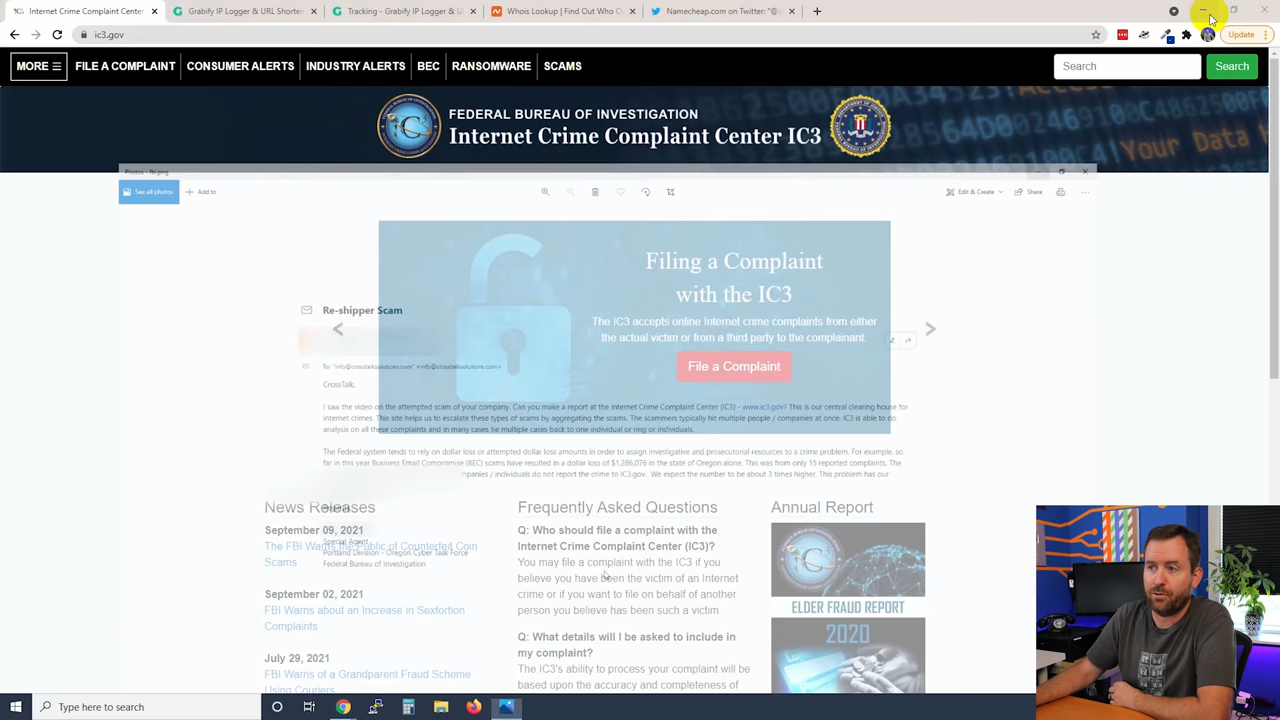 Internet Crime Complaint Center
Grabify IP Logger & URL Shorten
Tracking - Grabify IP Logger & U
Whois Lookup | Find Out Who O
Namecheap.com on Twitter: "@c
ic3.gov
Update
MORE
FILE A COMPLAINT
CONSUMER ALERTS
INDUSTRY ALERTS
BEC
RANSOMWARE
SCAMS
Search
Search
FEDERAL BUREAU OF INVESTIGATION
Internet Crime Complaint Center IC3
Your Data
Photos - fbi.png
See all photos
Add to
Edit & Create
Share
Filing a Complaint
with the IC3
The IC3 accepts online Internet crime complaints from either
the actual victim or from a third party to the complainant.
File a Complaint
Re-shipper Scam
To: "info@crosstalksolutions.com" <info@crosstalksolutions.com>
CrossTalk,
I saw the video on the attempted scam of your company. Can you make a report at the Internet Crime Complaint Center (IC3) - www.ic3.gov? This is our central clearing house for
internet crimes. This site helps us to escalate these types of scams by aggregating the scams. The scammers typically hit multiple people / companies at once. IC3 is able to do
analysis on all these complaints and in many cases tie multiple cases back to one individual or ring or individuals.
The Federal system tends to rely on dollar loss or attempted dollar loss amounts in order to assign investigative and prosecutorial resources to a crime problem. For example, so
far in this year Business Email Compromise (BEC) scams have resulted in a dollar loss of $1,286,076 in the state of Oregon alone. This was from only 15 reported complaints. The
companies / individuals do not report the crime to IC3.gov. We expect the number to be about 3 times higher. This problem has our
Special Agent
Portland Division - Oregon Cyber Task Force
Federal Bureau of Investigation
News Releases
September 09, 2021
The FBI Warns the Public of Counterfeit Coin
Scams
September 02, 2021
FBI Warns about an Increase in Sextortion
Complaints
July 29, 2021
FBI Warns of a Grandparent Fraud Scheme
Using Couriers
Frequently Asked Questions
Q: Who should file a complaint with the
Internet Crime Complaint Center (IC3)?
You may file a complaint with the IC3 if you
believe you have been the victim of an Internet
crime or if you want to file on behalf of another
person you believe has been such a victim.
Q: What details will I be asked to include in
my complaint?
The IC3's ability to process your complaint will be
based upon the accuracy and completeness of
Annual Report
ELDER FRAUD REPORT
2020
Type here to search